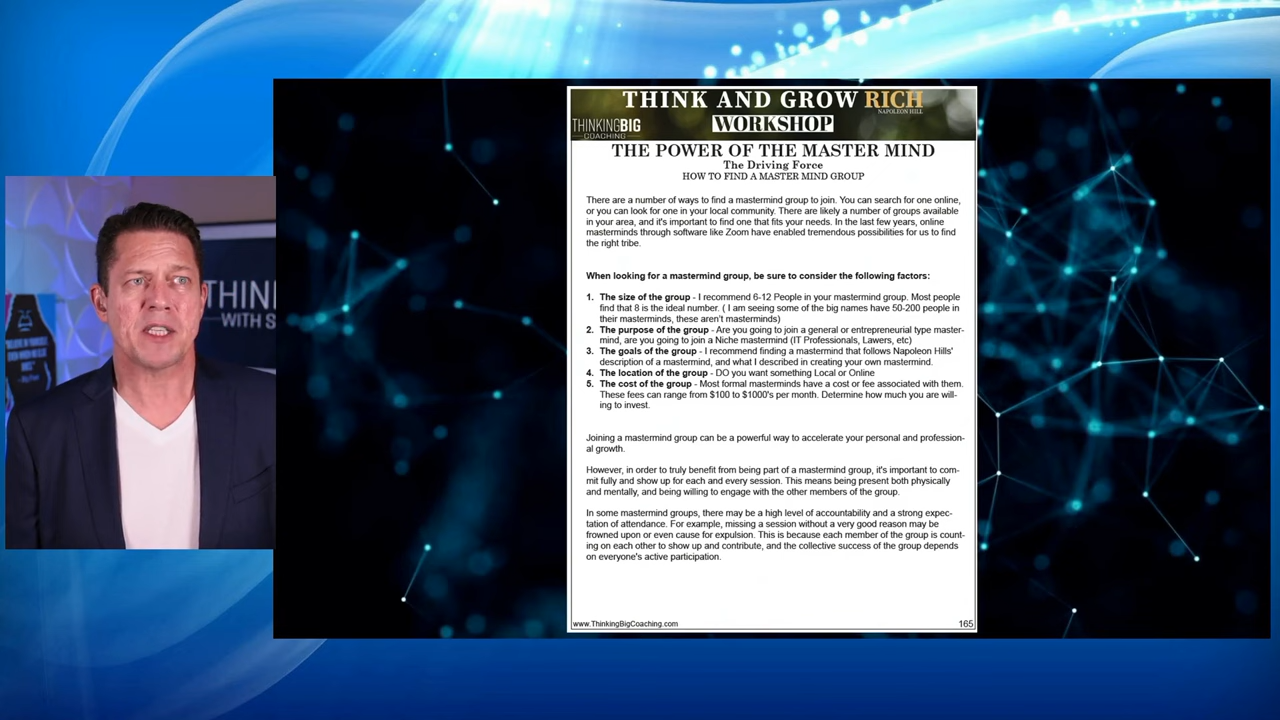 THINK AND GROW RICH
NAPOLEON HILL
THINKINGBIG
COACHING
WORKSHOP
THE POWER OF THE MASTER MIND
The Driving Force
HOW TO FIND A MASTER MIND GROUP
There are a number of ways to find a mastermind group to join. You can search for one online,
or you can look for one in your local community. There are likely a number of groups available
in your area, and it's important to find one that fits your needs. In the last few years, online
masterminds through software like Zoom have enabled tremendous possibilities for us to find
the right tribe.
When looking for a mastermind group, be sure to consider the following factors:
1. The size of the group - I recommend 6-12 People in your mastermind group. Most people
find that 8 is the ideal number. ( I am seeing some of the big names have 50-200 people in
their masterminds, these aren't masterminds)
2. The purpose of the group - Are you going to join a general or entrepreneurial type master-
mind, are you going to join a Niche mastermind (IT Professionals, Lawers, etc)
3. The goals of the group - I recommend finding a mastermind that follows Napoleon Hills'
description of a mastermind, and what I described in creating your own mastermind.
4. The location of the group - DO you want something Local or Online
5. The cost of the group - Most formal masterminds have a cost or fee associated with them.
These fees can range from $100 to $1000's per month. Determine how much you are will-
ing to invest.
Joining a mastermind group can be a powerful way to accelerate your personal and profession-
al growth.
However, in order to truly benefit from being part of a mastermind group, it's important to com-
mit fully and show up for each and every session. This means being present both physically
and mentally, and being willing to engage with the other members of the group.
In some mastermind groups, there may be a high level of accountability and a strong expec-
tation of attendance. For example, missing a session without a very good reason may be
frowned upon or even cause for expulsion. This is because each member of the group is count-
ing on each other to show up and contribute, and the collective success of the group depends
on everyone's active participation.
www.ThinkingBigCoaching.com
165
THIN
WITH S